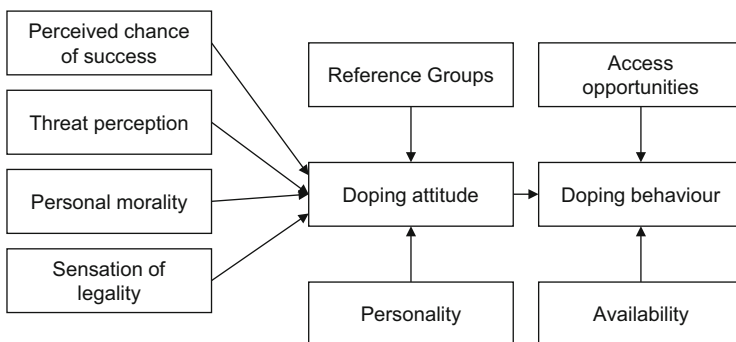 Perceived chance
of success
Threat perception
Personal morality
Sensation of
legality
Reference Groups
Doping attitude
Personality
Access
opportunities
Doping behaviour
Availability